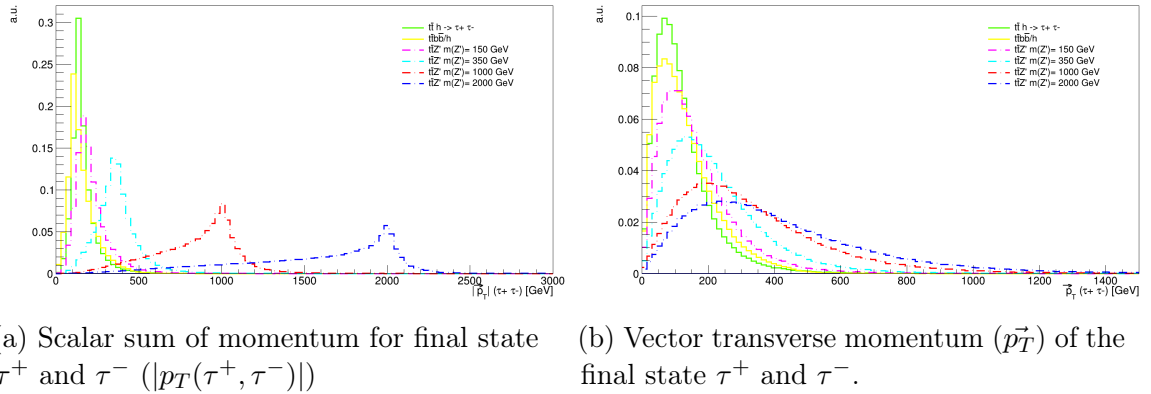 a.u.
0.3
0.25
0.2
0.15
0.1
0.05
0
0 500 1000 1500 2000 2500 3000
|p⃗_T| (τ+ τ-) [GeV]
tt̄ h -> τ+ τ-
tt̄bb̄/h
tt̄Z' m(Z')= 150 GeV
tt̄Z' m(Z')= 350 GeV
tt̄Z' m(Z')= 1000 GeV
tt̄Z' m(Z')= 2000 GeV
a.u.
0.1
0.08
0.06
0.04
0.02
0
0 200 400 600 800 1000 1200 1400
p⃗_T (τ+ τ-) [GeV]
tt̄ h -> τ+ τ-
tt̄bb̄/h
tt̄Z' m(Z')= 150 GeV
tt̄Z' m(Z')= 350 GeV
tt̄Z' m(Z')= 1000 GeV
tt̄Z' m(Z')= 2000 GeV
a) Scalar sum of momentum for final state
τ⁺ and τ⁻ (|p_T(τ⁺, τ⁻)|)
(b) Vector transverse momentum (p⃗_T) of the
final state τ⁺ and τ⁻.